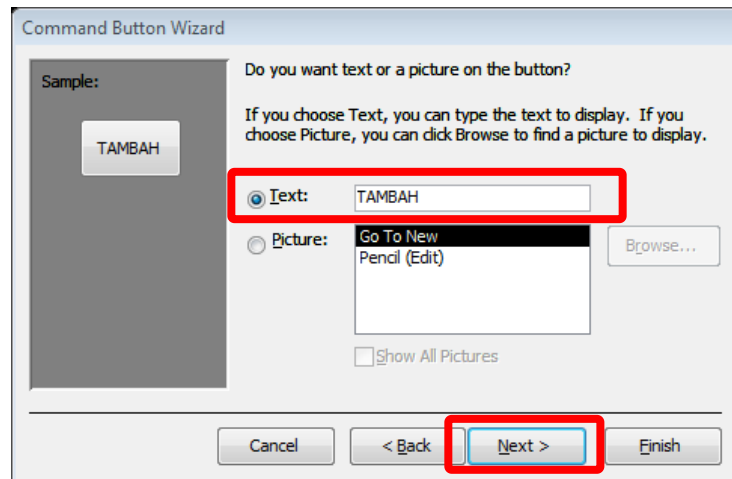 Command Button Wizard
Sample:
TAMBAH
Do you want text or a picture on the button?
If you choose Text, you can type the text to display.  If you
choose Picture, you can click Browse to find a picture to display.
Text: TAMBAH
Picture: Go To New
Pencil (Edit)
Browse...
Show All Pictures
Cancel < Back Next > Finish